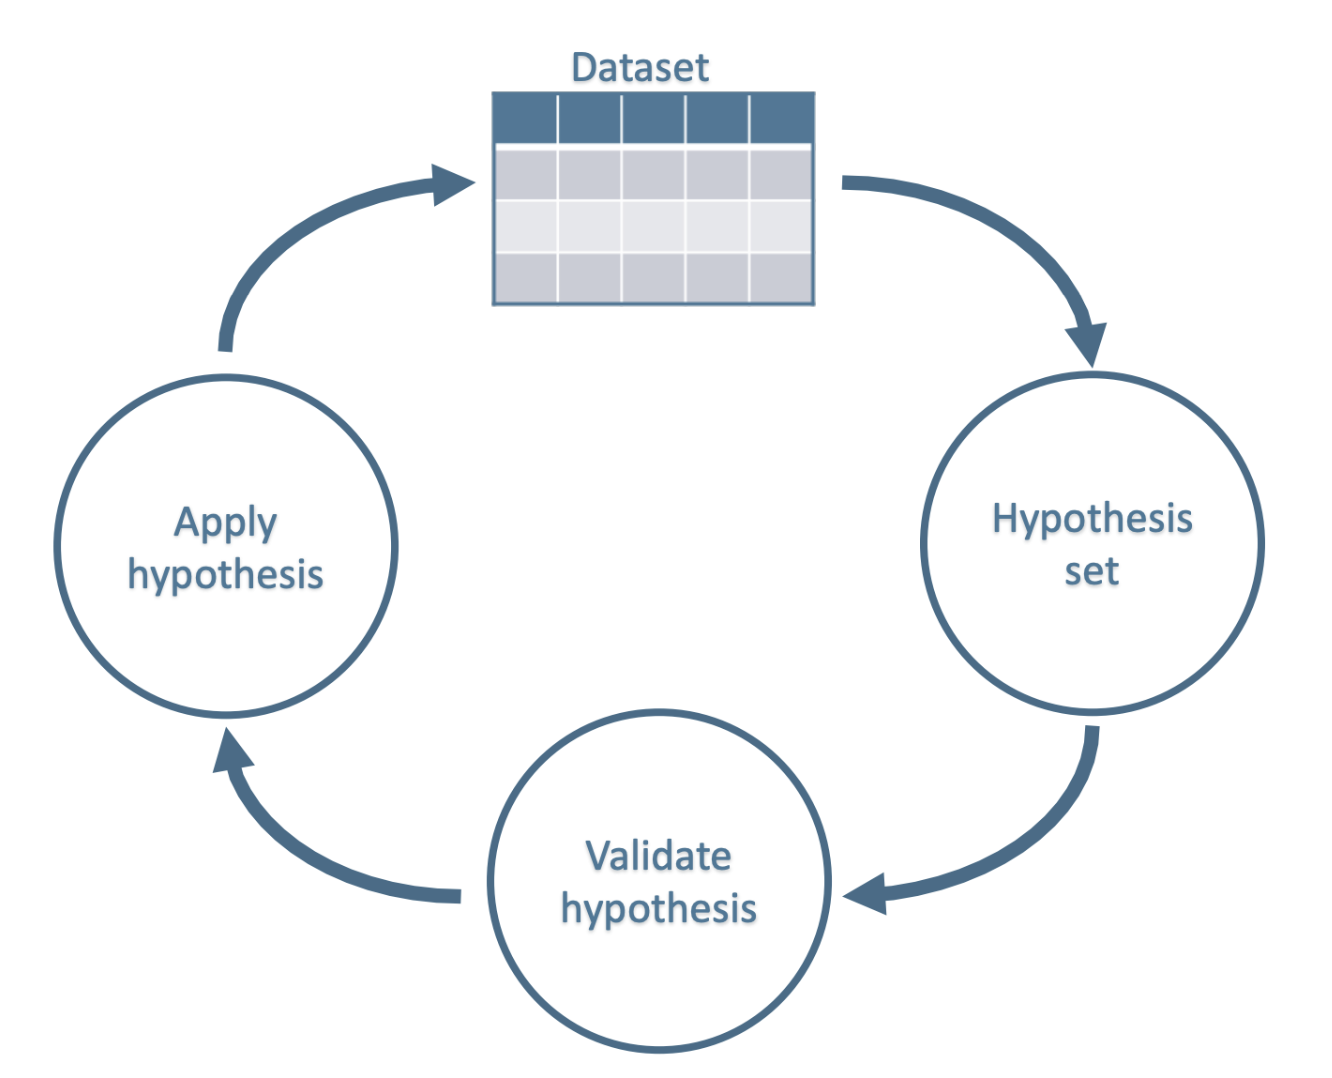 Dataset
Hypothesis
set
Validate
hypothesis
Apply
hypothesis